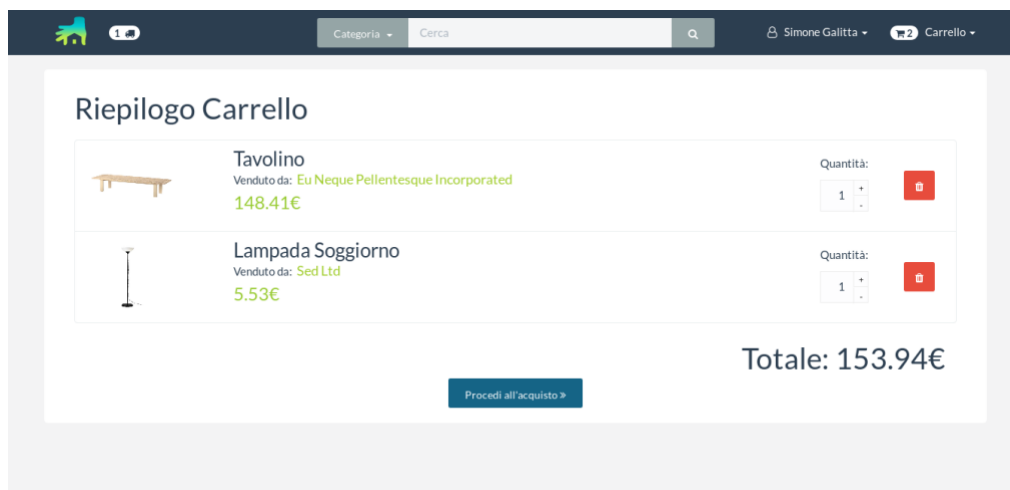 1
Categoria
Cerca
Simone Galitta
2 Carrello
Riepilogo Carrello
Tavolino
Venduto da: Eu Neque Pellentesque Incorporated
148.41€
Quantità:
1
+
-
Lampada Soggiorno
Venduto da: Sed Ltd
5.53€
Quantità:
1
+
-
Totale: 153.94€
Procedi all'acquisto »